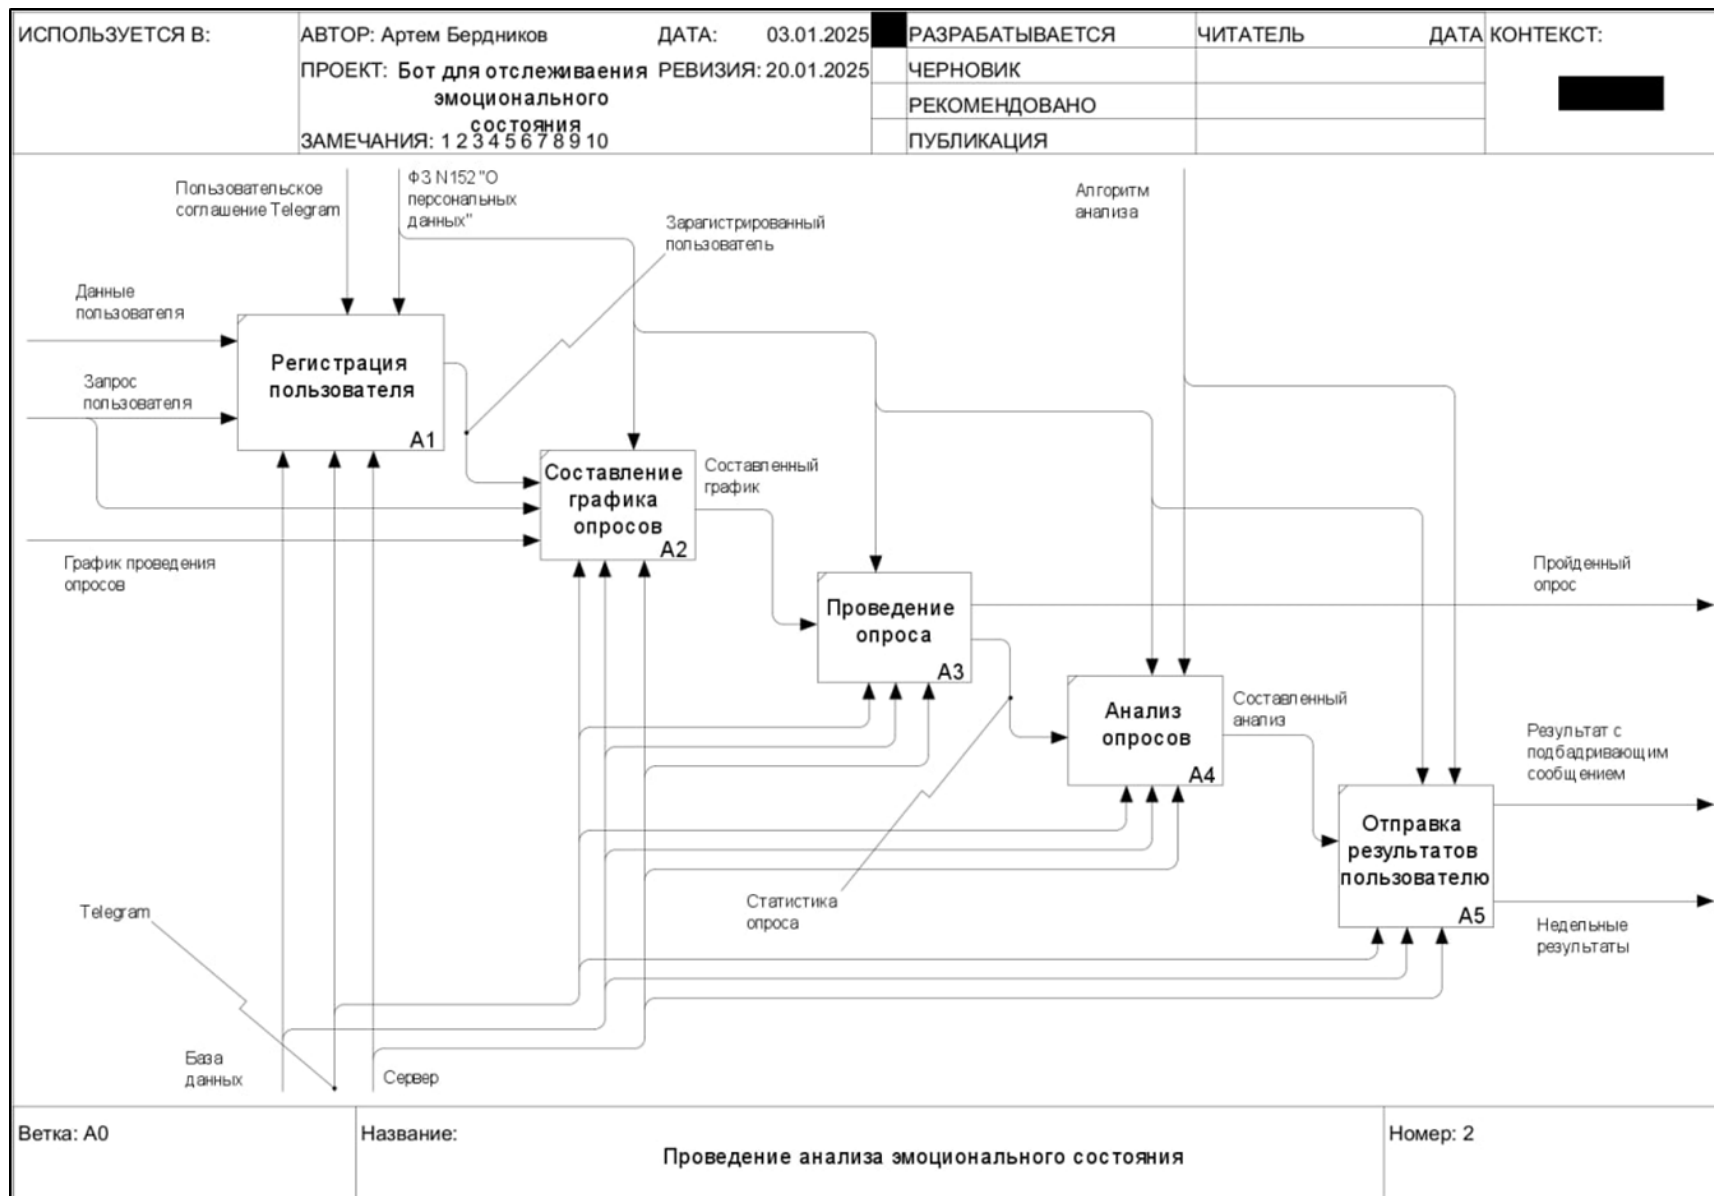 ИСПОЛЬЗУЕТСЯ В:
АВТОР: Артем Бердников
ДАТА: 03.01.2025
РАЗРАБАТЫВАЕТСЯ
ЧИТАТЕЛЬ
ДАТА
КОНТЕКСТ:
ПРОЕКТ: Бот для отслеживаения
эмоционального
состояния
РЕВИЗИЯ: 20.01.2025
ЧЕРНОВИК
РЕКОМЕНДОВАНО
ЗАМЕЧАНИЯ: 1 2 3 4 5 6 7 8 9 10
ПУБЛИКАЦИЯ
Пользовательское
соглашение Telegram
ФЗ N152 "О
персональных
данных"
Зарагистрированный
пользователь
Алгоритм
анализа
Данные
пользователя
Запрос
пользователя
Регистрация
пользователя
A1
График проведения
опросов
Составление
графика
опросов
A2
Составленный
график
Проведение
опроса
A3
Пройденный
опрос
Анализ
опросов
A4
Составленный
анализ
Результат с
подбадривающим
сообщением
Отправка
результатов
пользователю
A5
Статистика
опроса
Недельные
результаты
Telegram
База
данных
Сервер
Ветка: A0
Название:
Проведение анализа эмоционального состояния
Номер: 2